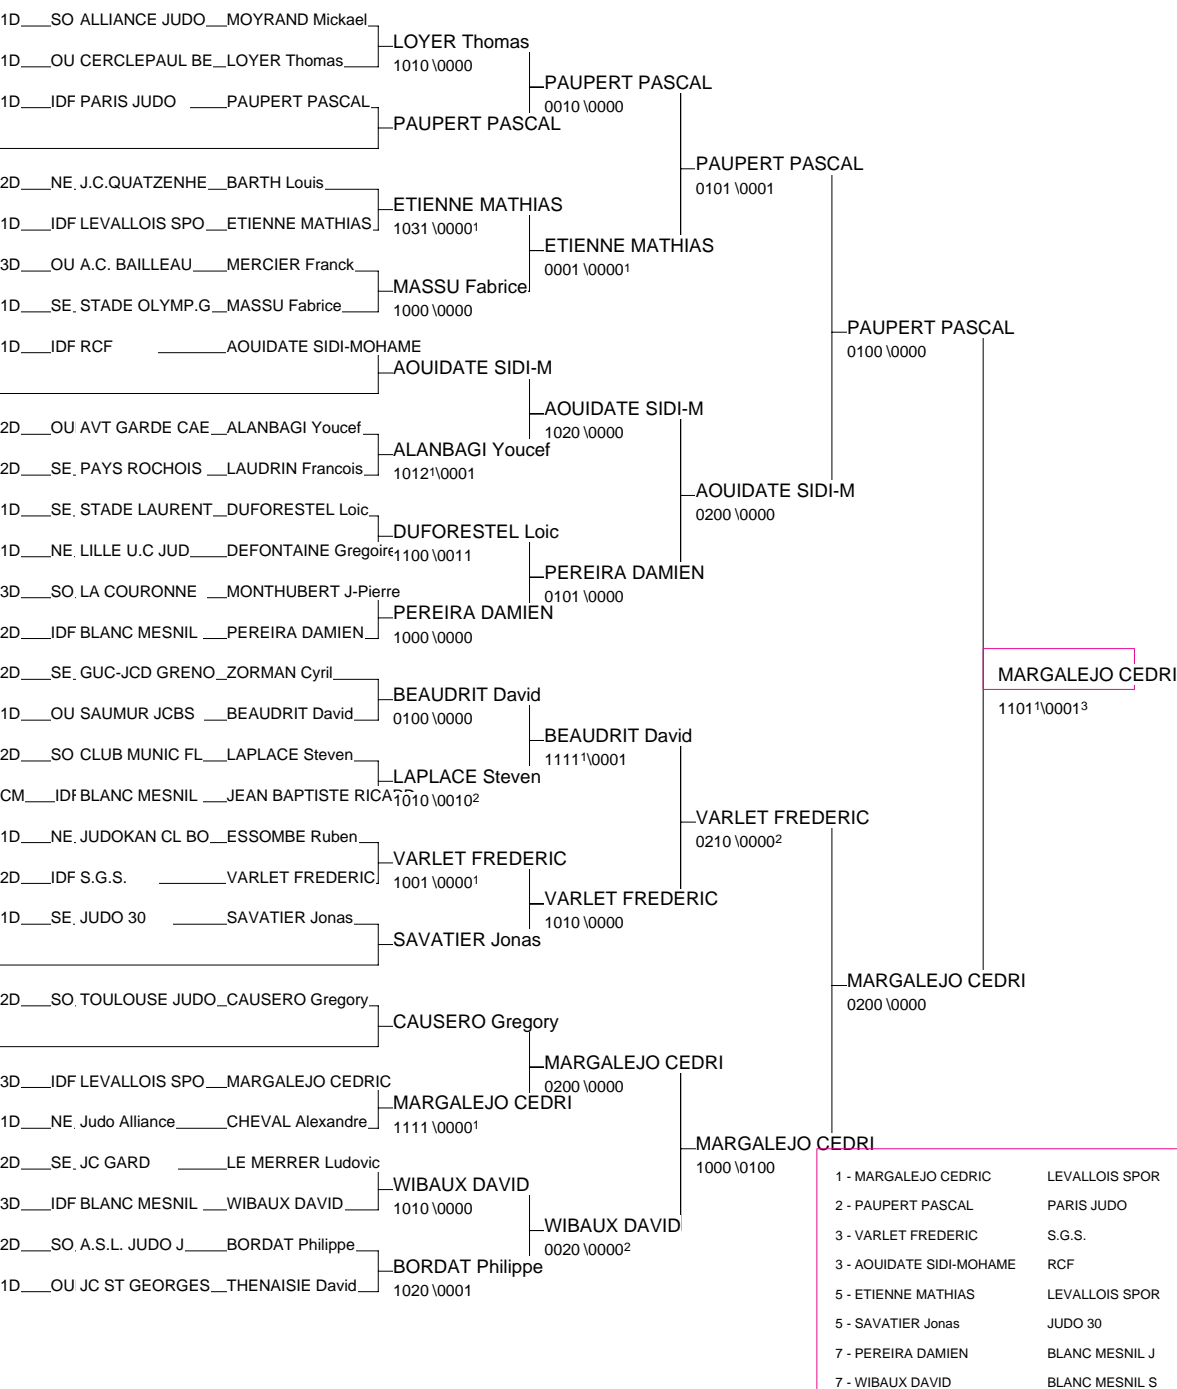 1D SO ALLIANCE JUDO MOYRAND Mickael
LOYER Thomas
1D OU CERCLEPAUL BE LOYER Thomas
1010 \0000
PAUPERT PASCAL
1D IDF PARIS JUDO PAUPERT PASCAL
0010 \0000
PAUPERT PASCAL
PAUPERT PASCAL
0101 \0001
2D NE J.C.QUATZENHE BARTH Louis
ETIENNE MATHIAS
1D IDF LEVALLOIS SPO ETIENNE MATHIAS
1031 \0000¹
ETIENNE MATHIAS
3D OU A.C. BAILLEAU MERCIER Franck
0001 \0000¹
MASSU Fabrice
1D SE STADE OLYMP.G MASSU Fabrice
1000 \0000
PAUPERT PASCAL
0100 \0000
1D IDF RCF AOUIDATE SIDI-MOHAME
AOUIDATE SIDI-M
AOUIDATE SIDI-M
1020 \0000
2D OU AVT GARDE CAE ALANBAGI Youcef
ALANBAGI Youcef
2D SE PAYS ROCHOIS LAUDRIN Francois
1012¹\0001
AOUIDATE SIDI-M
0200 \0000
1D SE STADE LAURENT DUFORESTEL Loic
DUFORESTEL Loic
1D NE LILLE U.C JUD DEFONTAINE Gregoire
1100 \0011
PEREIRA DAMIEN
3D SO LA COURONNE MONTHUBERT J-Pierre
0101 \0000
PEREIRA DAMIEN
2D IDF BLANC MESNIL PEREIRA DAMIEN
1000 \0000
2D SE GUC-JCD GRENO ZORMAN Cyril
MARGALEJO CEDRI
1101¹\0001³
BEAUDRIT David
1D OU SAUMUR JCBS BEAUDRIT David
0100 \0000
BEAUDRIT David
2D SO CLUB MUNIC FL LAPLACE Steven
1111¹\0001
LAPLACE Steven
CM IDF BLANC MESNIL JEAN BAPTISTE RICARD
1010 \0010²
VARLET FREDERIC
0210 \0000²
1D NE JUDOKAN CL BO ESSOMBE Ruben
VARLET FREDERIC
2D IDF S.G.S. VARLET FREDERIC
1001 \0000¹
VARLET FREDERIC
1D SE JUDO 30 SAVATIER Jonas
1010 \0000
SAVATIER Jonas
MARGALEJO CEDRI
0200 \0000
2D SO TOULOUSE JUDO CAUSERO Gregory
CAUSERO Gregory
MARGALEJO CEDRI
0200 \0000
3D IDF LEVALLOIS SPO MARGALEJO CEDRIC
MARGALEJO CEDRI
1D NE Judo Alliance CHEVAL Alexandre
1111 \0000¹
MARGALEJO CEDRI
1000 \0100
2D SE JC GARD LE MERRER Ludovic
WIBAUX DAVID
3D IDF BLANC MESNIL WIBAUX DAVID
1010 \0000
WIBAUX DAVID
0020 \0000²
2D SO A.S.L. JUDO J BORDAT Philippe
BORDAT Philippe
1D OU JC ST GEORGES THENAISIE David
1020 \0001
1 - MARGALEJO CEDRIC LEVALLOIS SPOR
2 - PAUPERT PASCAL PARIS JUDO
3 - VARLET FREDERIC S.G.S.
3 - AOUIDATE SIDI-MOHAME RCF
5 - ETIENNE MATHIAS LEVALLOIS SPOR
5 - SAVATIER Jonas JUDO 30
7 - PEREIRA DAMIEN BLANC MESNIL J
7 - WIBAUX DAVID BLANC MESNIL S